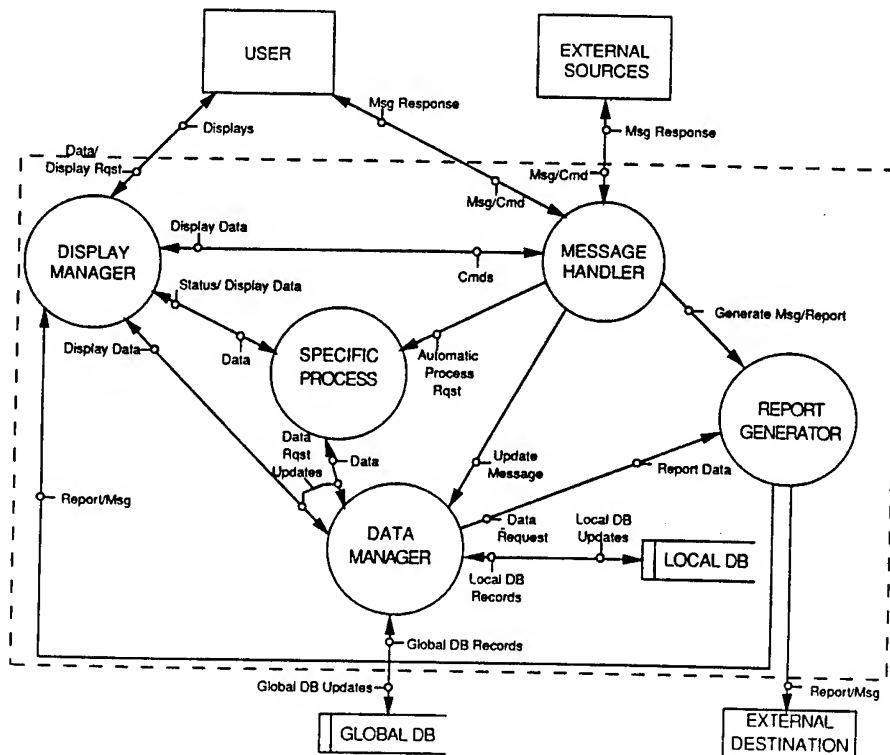 USER
EXTERNAL
SOURCES
Msg Response
Displays
Msg Response
Data/
Display Rqst
Msg/Cmd
Msg/Cmd
DISPLAY
MANAGER
Display Data
Cmds
MESSAGE
HANDLER
Status/ Display Data
Generate Msg/Report
Display Data
Data
SPECIFIC
PROCESS
Automatic
Process
Rqst
REPORT
GENERATOR
Data
Rqst
Updates
Data
Update
Message
Report Data
Report/Msg
DATA
MANAGER
Data
Request
Local DB
Updates
LOCAL DB
Local DB
Records
Global DB Records
Global DB Updates
Report/Msg
GLOBAL DB
EXTERNAL
DESTINATION